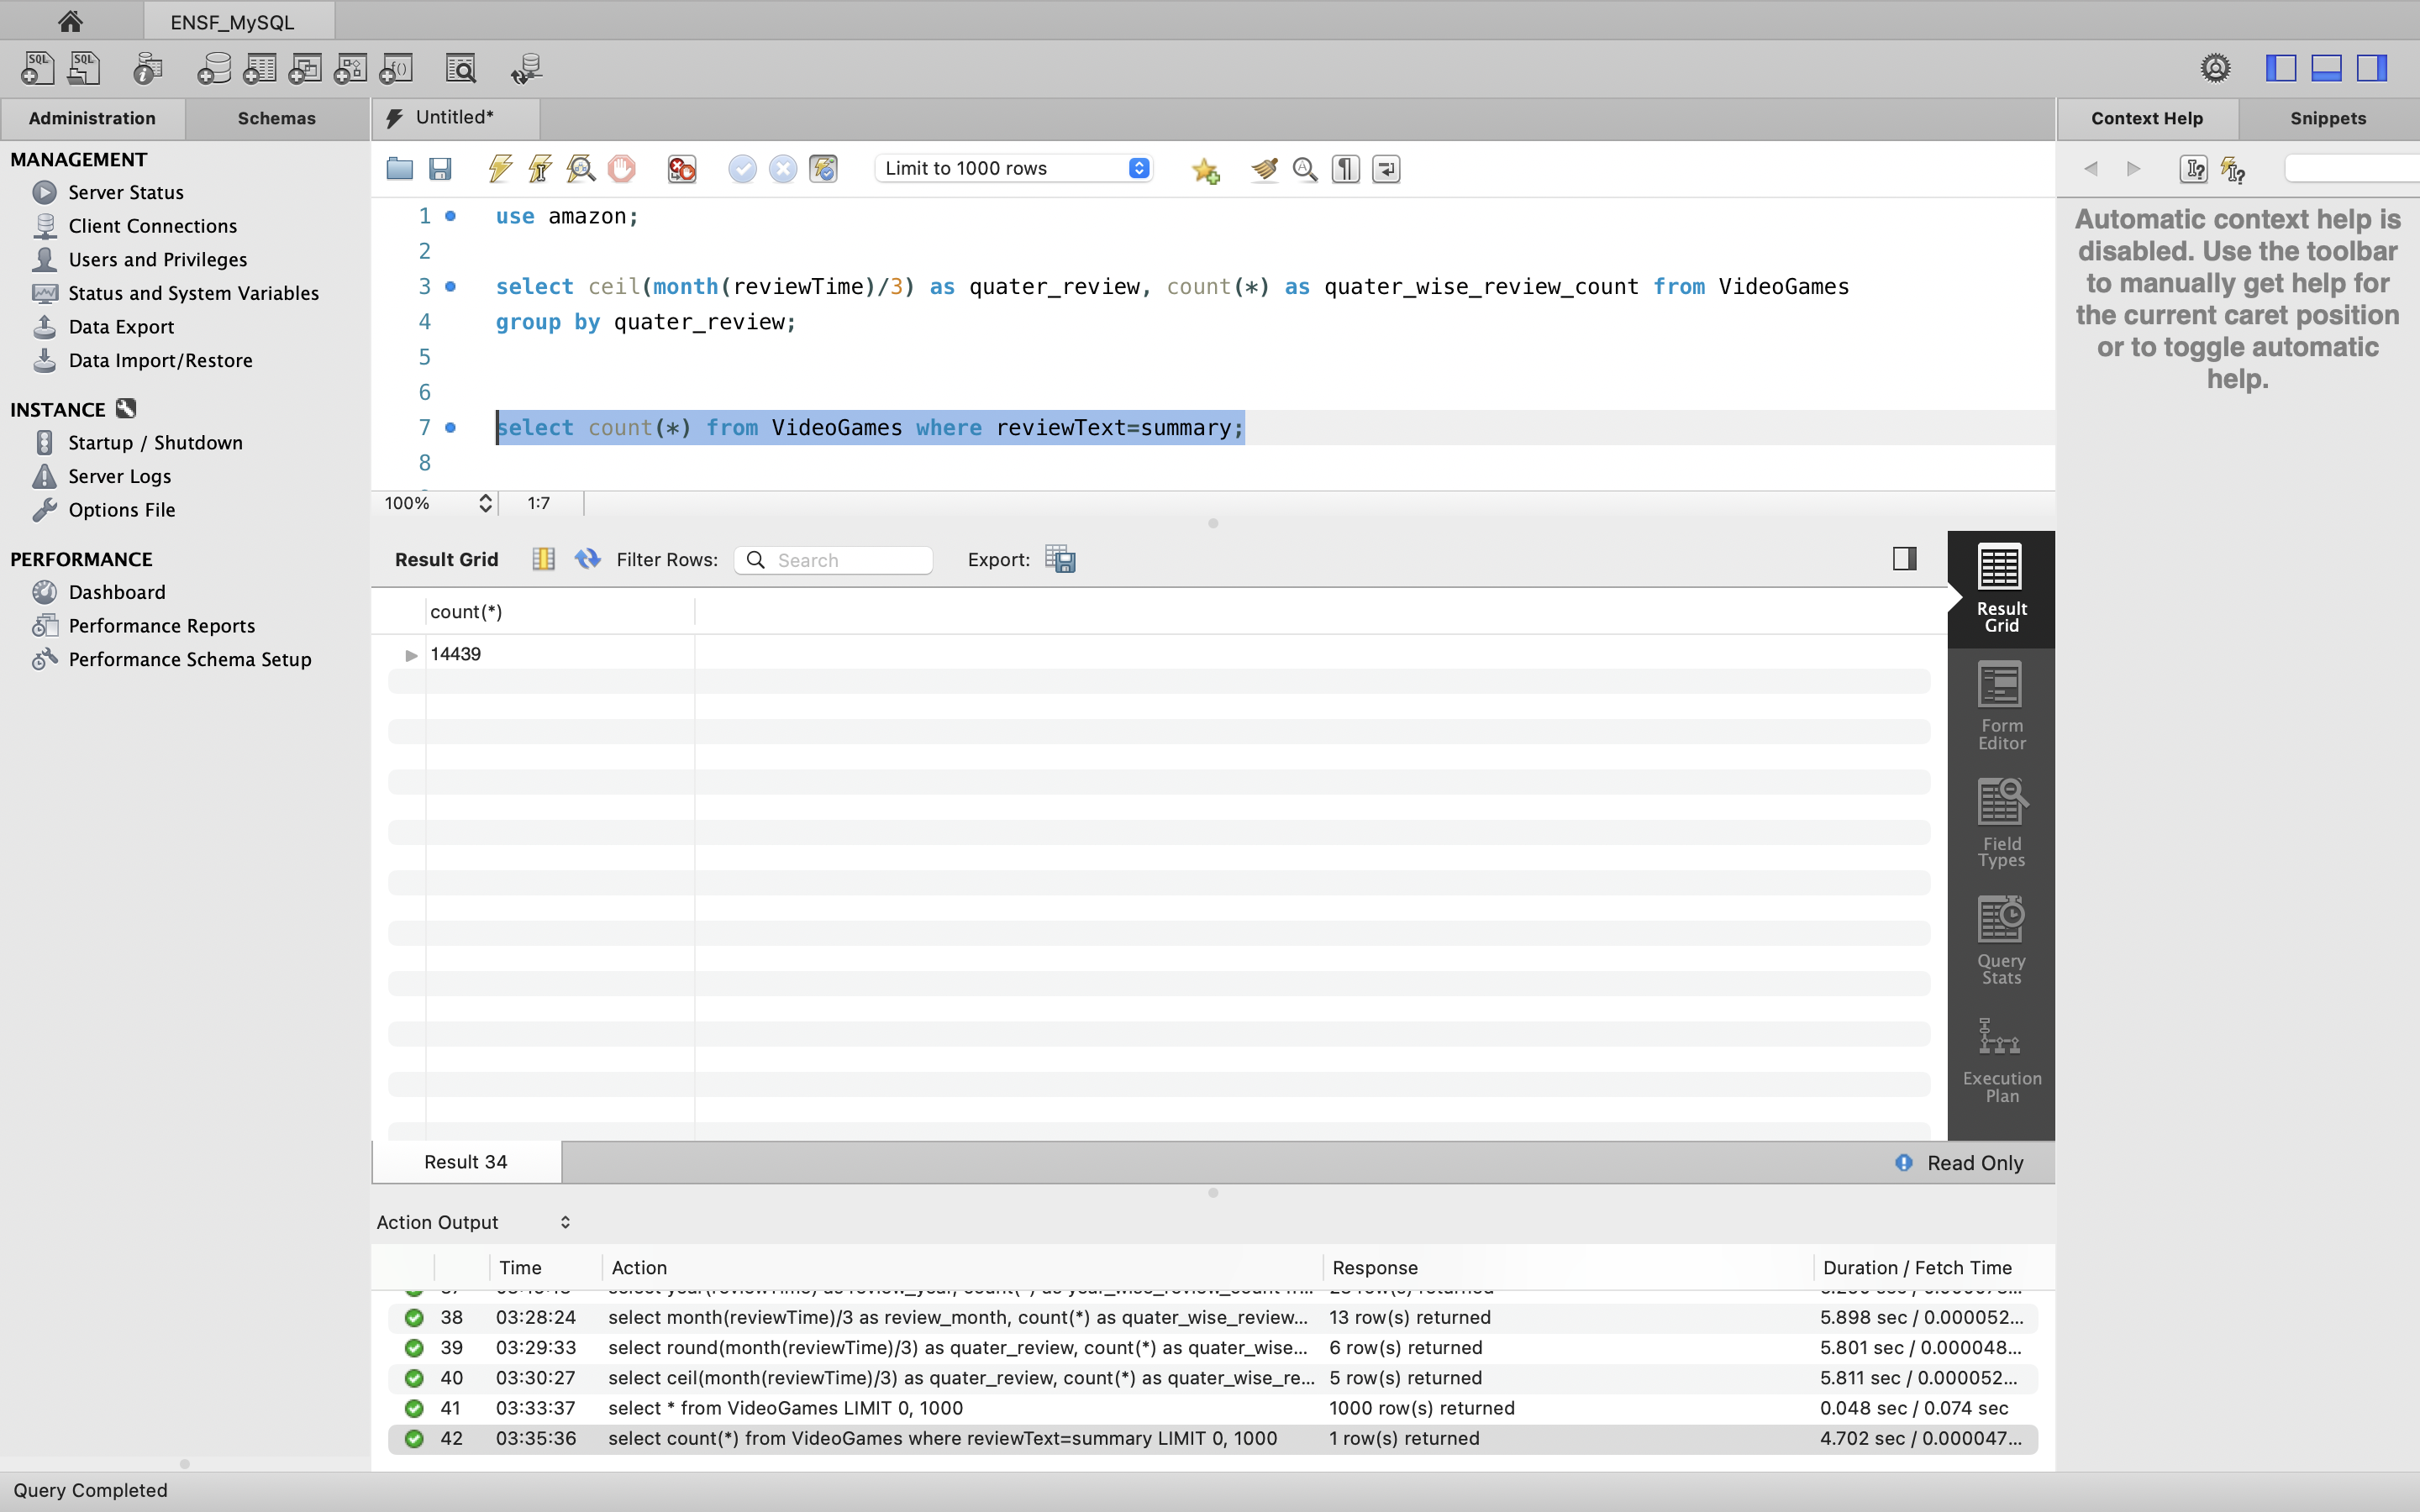 ENSF_MySQL
Administration
Schemas
Untitled*
Context Help
Snippets
MANAGEMENT
Server Status
Client Connections
Users and Privileges
Status and System Variables
Data Export
Data Import/Restore
INSTANCE
Startup / Shutdown
Server Logs
Options File
PERFORMANCE
Dashboard
Performance Reports
Performance Schema Setup
Limit to 1000 rows
1 use amazon;
2
3 select ceil(month(reviewTime)/3) as quater_review, count(*) as quater_wise_review_count from VideoGames
4 group by quater_review;
5
6
7 select count(*) from VideoGames where reviewText=summary;
8
100% 1:7
Automatic context help is
disabled. Use the toolbar
to manually get help for
the current caret position
or to toggle automatic
help.
Result Grid Filter Rows: Search Export:
count(*)
14439
Result
Grid
Form
Editor
Field
Types
Query
Stats
Execution
Plan
Result 34
Read Only
Action Output
Time Action Response Duration / Fetch Time
38 03:28:24 select month(reviewTime)/3 as review_month, count(*) as quater_wise_review... 13 row(s) returned 5.898 sec / 0.000052...
39 03:29:33 select round(month(reviewTime)/3) as quater_review, count(*) as quater_wise... 6 row(s) returned 5.801 sec / 0.000048...
40 03:30:27 select ceil(month(reviewTime)/3) as quater_review, count(*) as quater_wise_re... 5 row(s) returned 5.811 sec / 0.000052...
41 03:33:37 select * from VideoGames LIMIT 0, 1000 1000 row(s) returned 0.048 sec / 0.074 sec
42 03:35:36 select count(*) from VideoGames where reviewText=summary LIMIT 0, 1000 1 row(s) returned 4.702 sec / 0.000047...
Query Completed